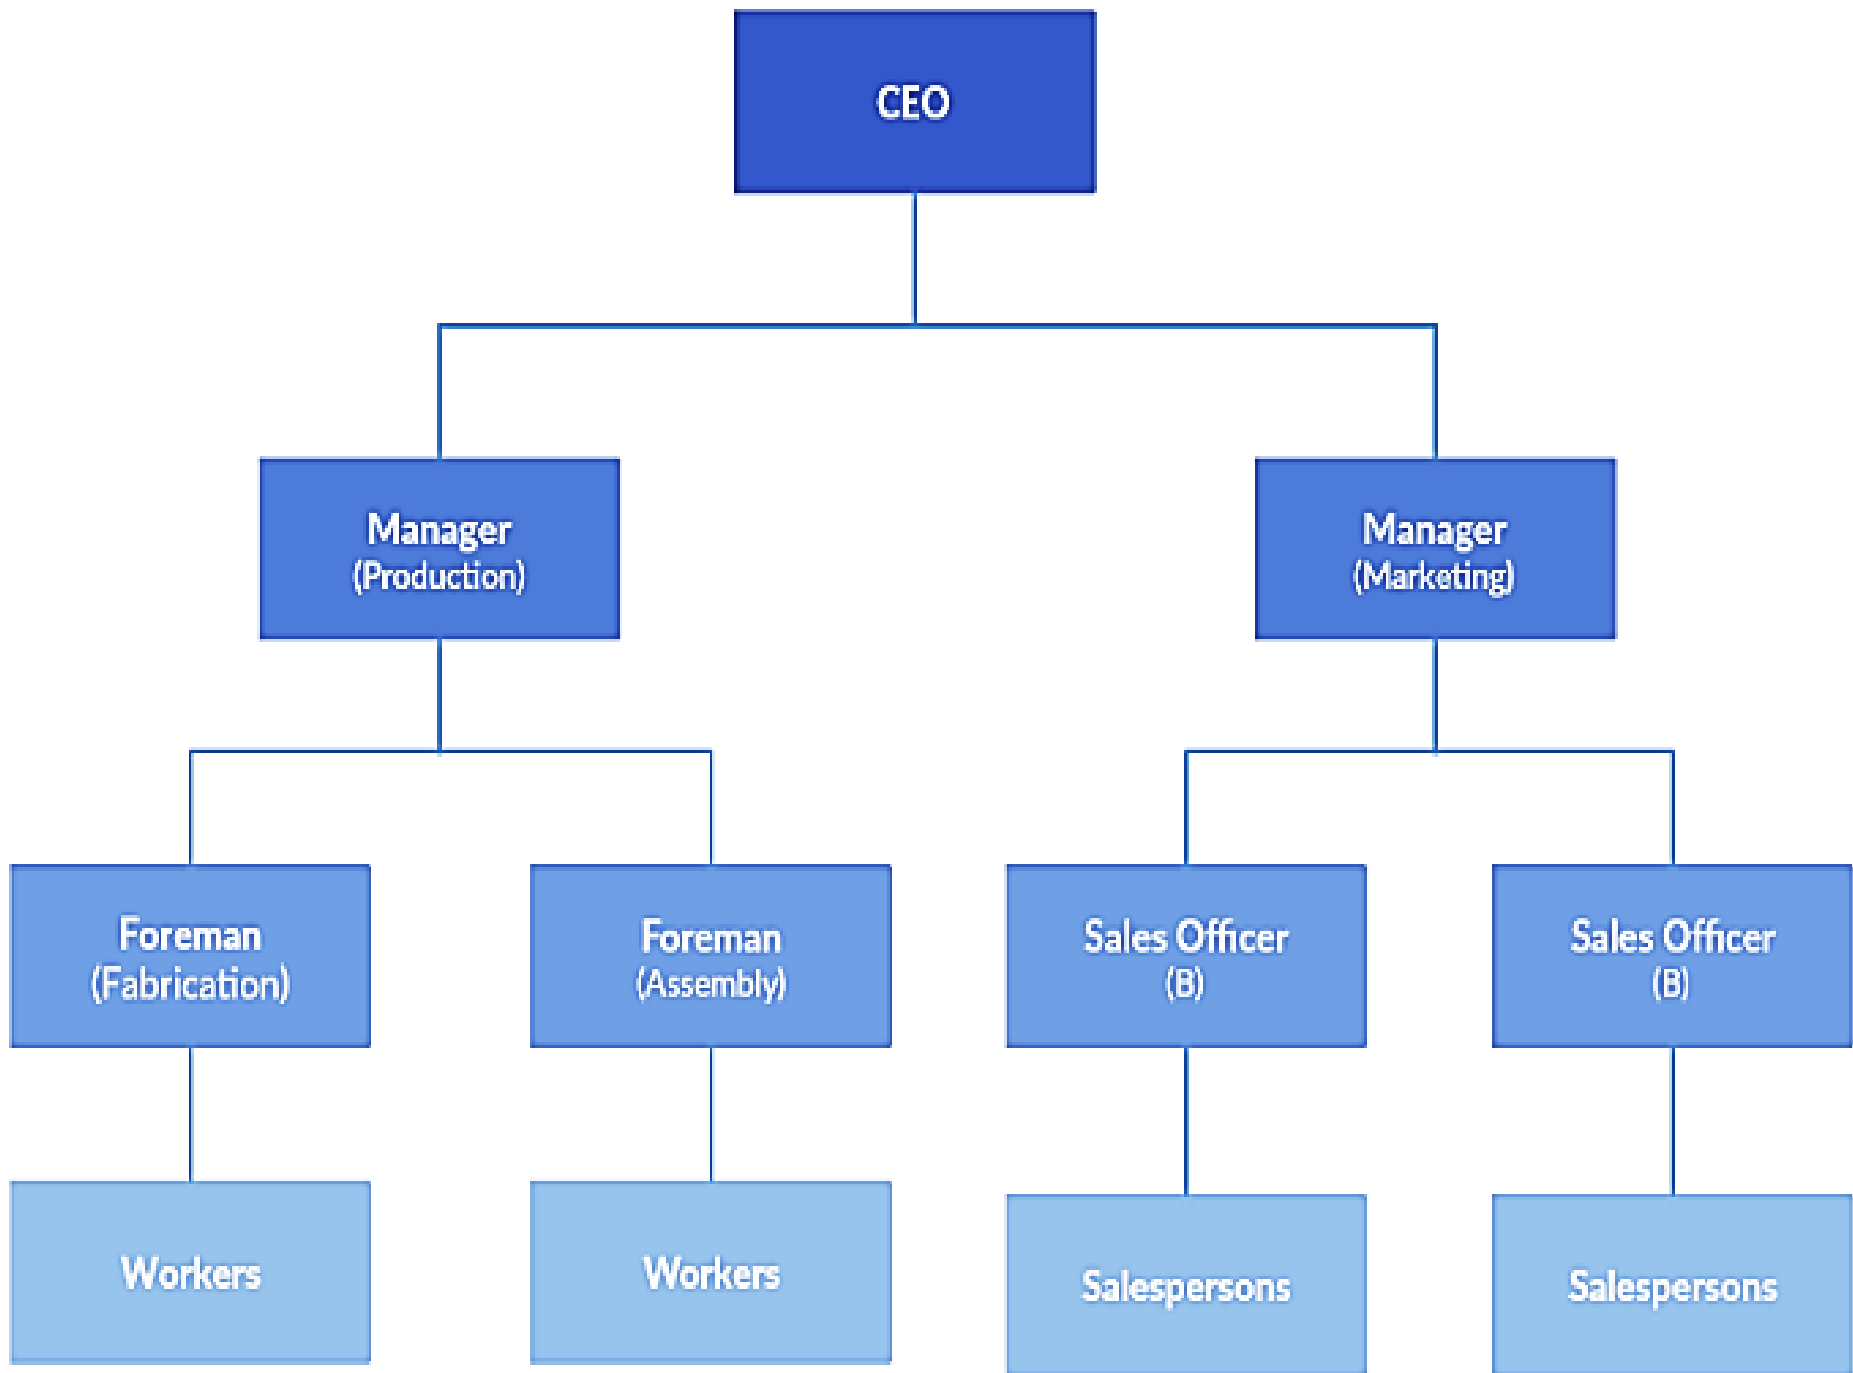 CEO
Manager
(Production)
Manager
(Marketing)
Foreman
(Fabrication)
Foreman
(Assembly)
Sales Officer
(B)
Sales Officer
(B)
Workers
Workers
Salespersons
Salespersons